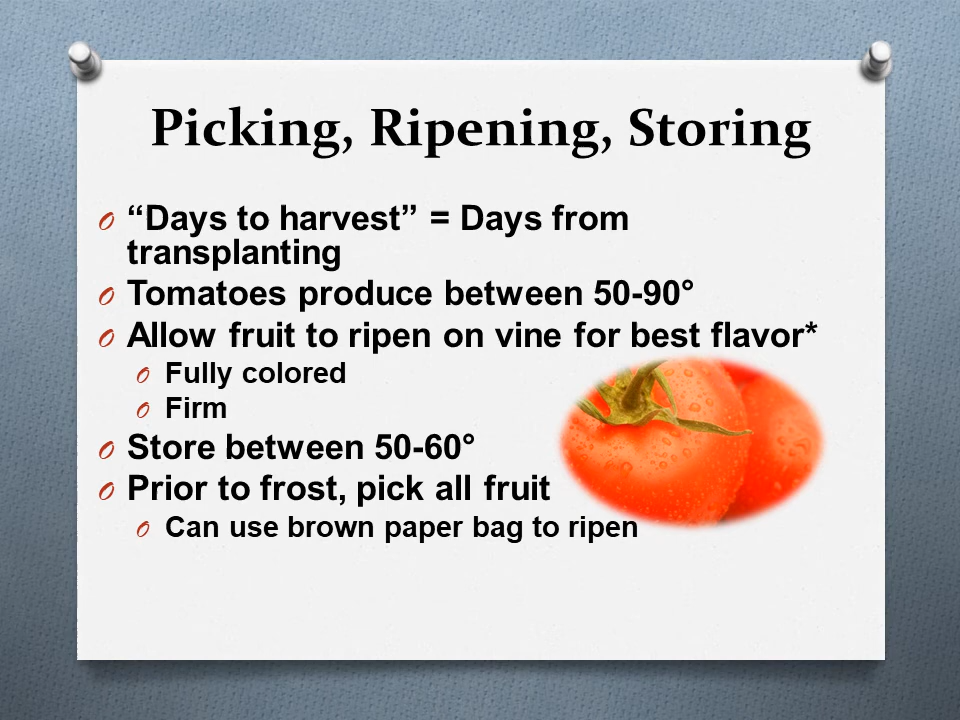 Picking, Ripening, Storing
“Days to harvest” = Days from
transplanting
Tomatoes produce between 50-90°
Allow fruit to ripen on vine for best flavor*
Fully colored
Firm
Store between 50-60°
Prior to frost, pick all fruit
Can use brown paper bag to ripen